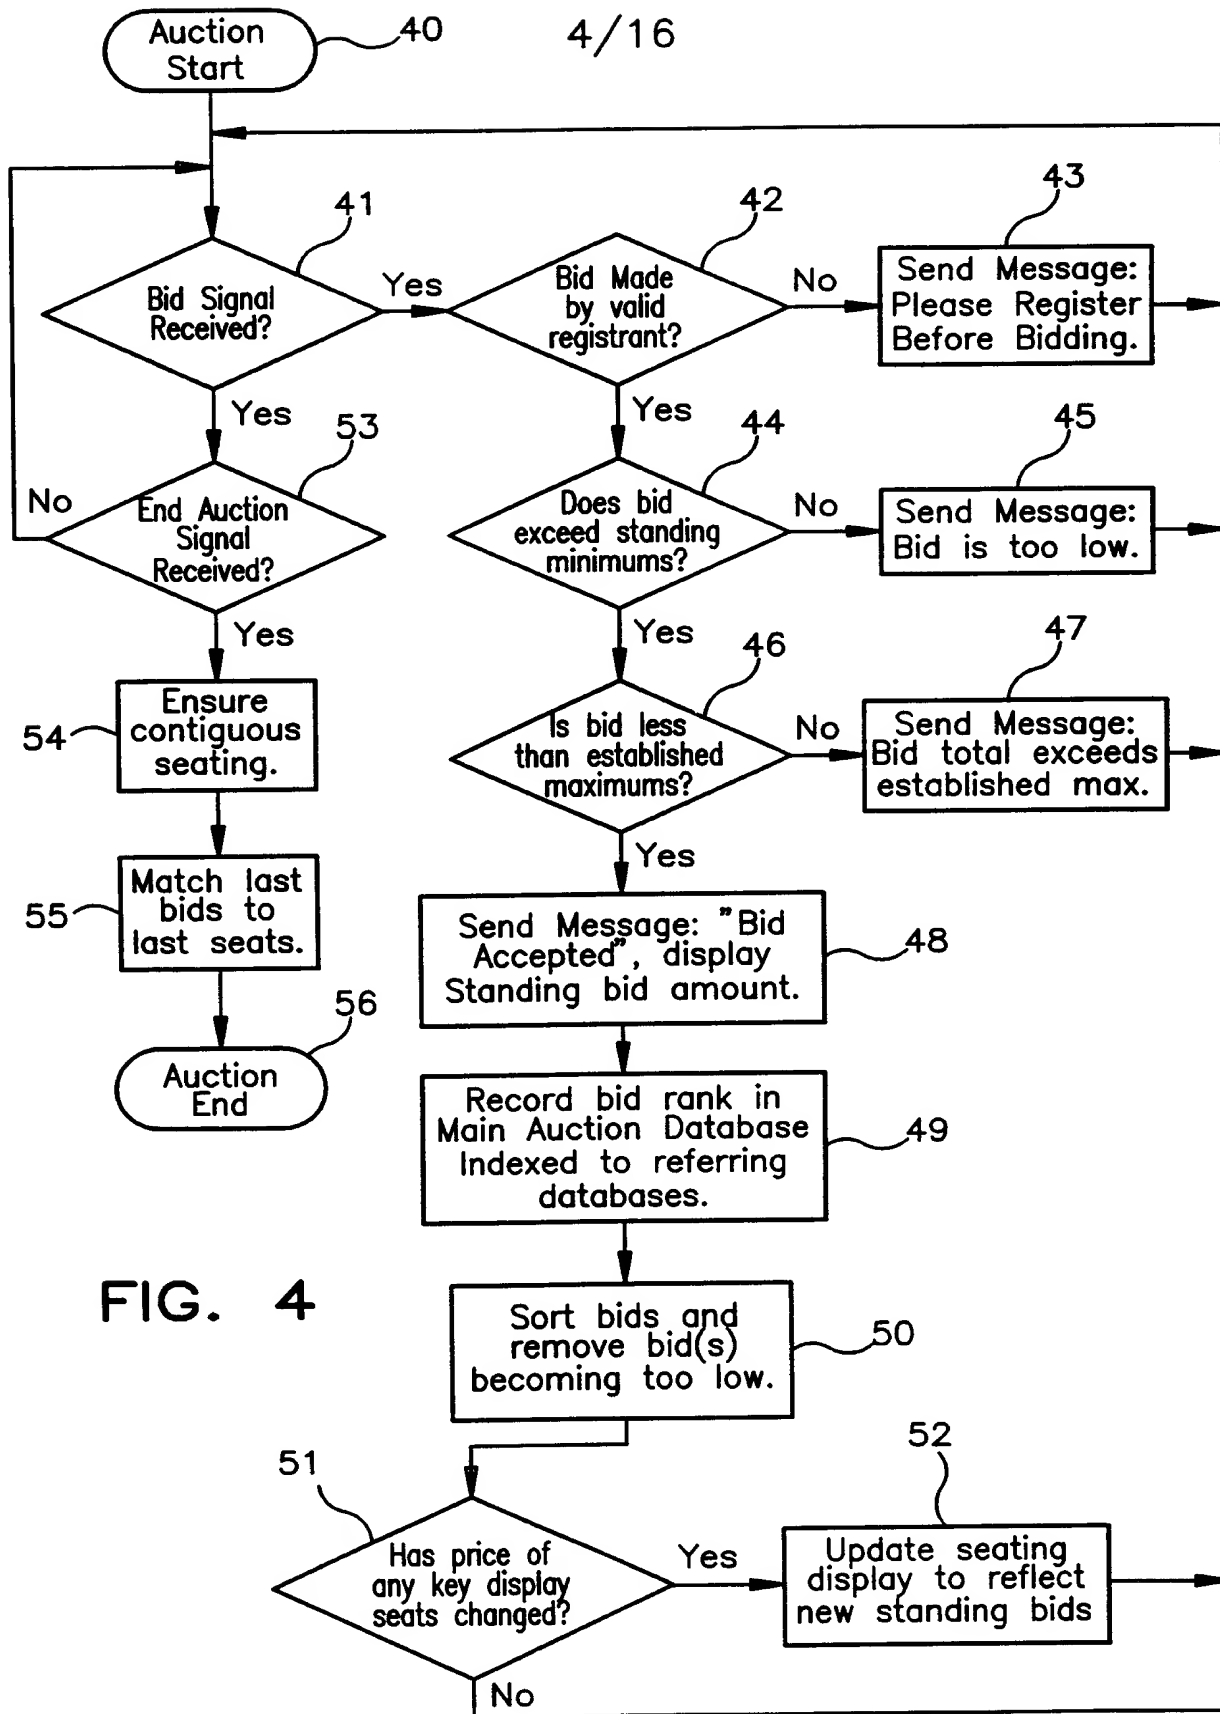 Auction
Start
40
4/16
41
42
43
Bid Signal
Received?
Yes
Bid Made
by valid
registrant?
No
Send Message:
Please Register
Before Bidding.
Yes
Yes
53
44
45
No
End Auction
Signal
Received?
Does bid
exceed standing
minimums?
No
Send Message:
Bid is too low.
Yes
Yes
46
47
54
Ensure
contiguous
seating.
Is bid less
than established
maximums?
No
Send Message:
Bid total exceeds
established max.
Yes
55
Match last
bids to
last seats.
Send Message: "Bid
Accepted", display
Standing bid amount.
48
56
Auction
End
Record bid rank in
Main Auction Database
Indexed to referring
databases.
49
FIG. 4
Sort bids and
remove bid(s)
becoming too low.
50
51
52
Has price of
any key display
seats changed?
Yes
Update seating
display to reflect
new standing bids
No